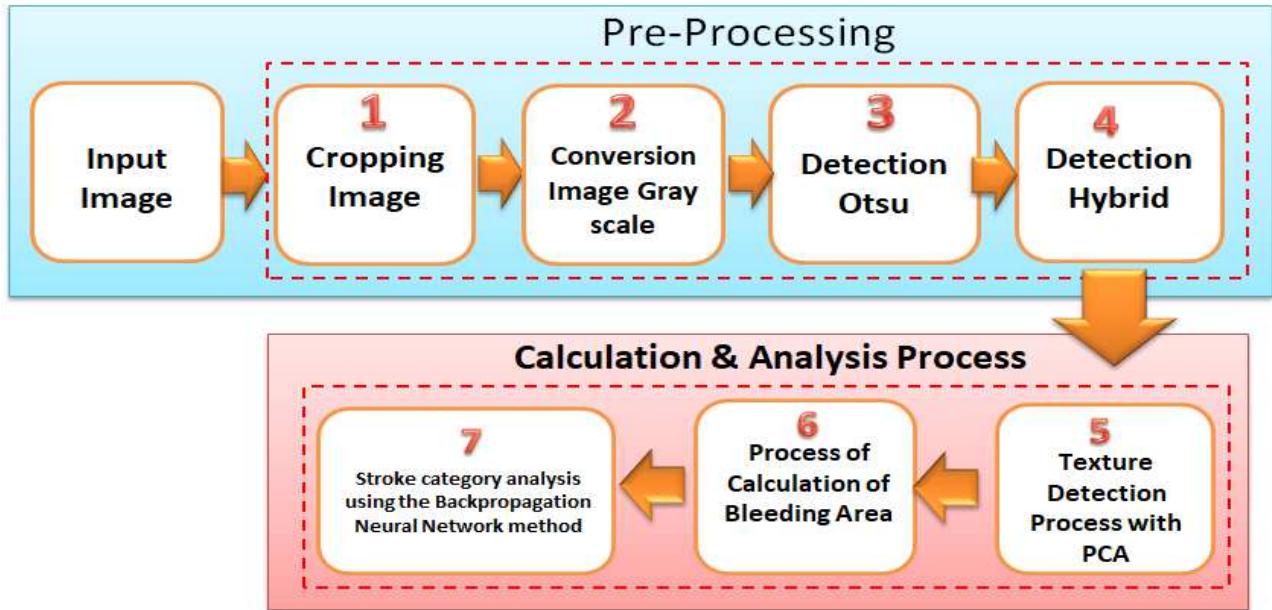 Pre-Processing
Input
Image
1
Cropping
Image
2
Conversion
Image Gray
scale
3
Detection
Otsu
4
Detection
Hybrid
Calculation & Analysis Process
5
Texture
Detection
Process with
PCA
6
Process of
Calculation of
Bleeding Area
7
Stroke category analysis
using the Backpropagation
Neural Network method